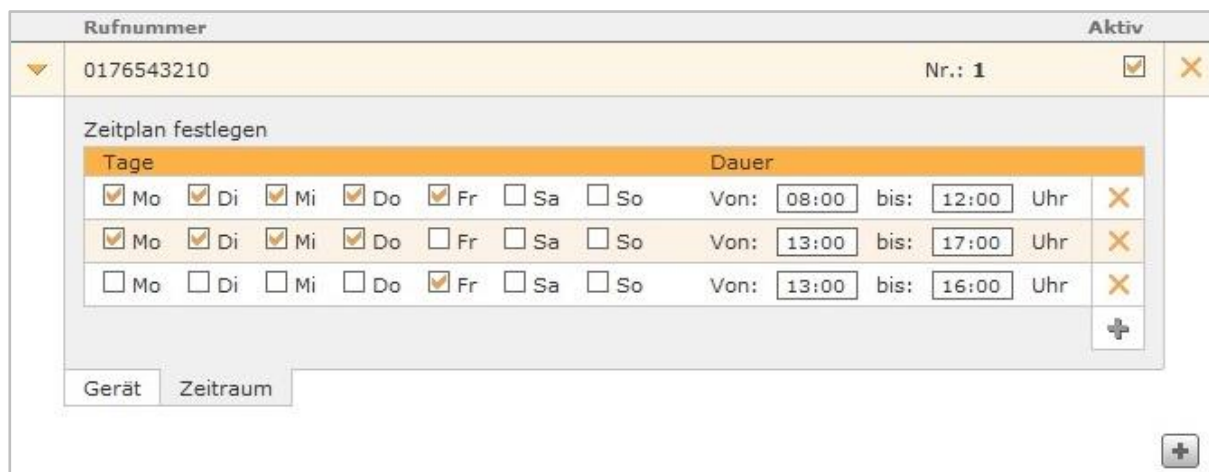 Rufnummer Aktiv
0176543210 Nr.: 1
Zeitplan festlegen
Tage Dauer
Mo Di Mi Do Fr Sa So Von: 08:00 bis: 12:00 Uhr
Mo Di Mi Do Fr Sa So Von: 13:00 bis: 17:00 Uhr
Mo Di Mi Do Fr Sa So Von: 13:00 bis: 16:00 Uhr
Gerät Zeitraum